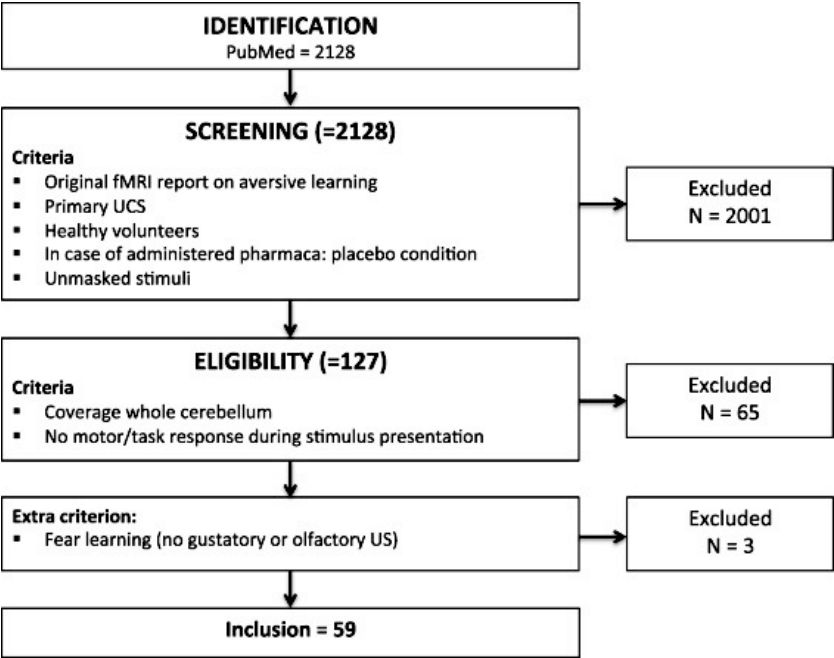 IDENTIFICATION
PubMed = 2128
SCREENING (=2128)
Criteria
▪ Original fMRI report on aversive learning
▪ Primary UCS
▪ Healthy volunteers
▪ In case of administered pharmaca: placebo condition
▪ Unmasked stimuli
Excluded
N = 2001
ELIGIBILITY (=127)
Criteria
▪ Coverage whole cerebellum
▪ No motor/task response during stimulus presentation
Excluded
N = 65
Extra criterion:
▪ Fear learning (no gustatory or olfactory US)
Excluded
N = 3
Inclusion = 59